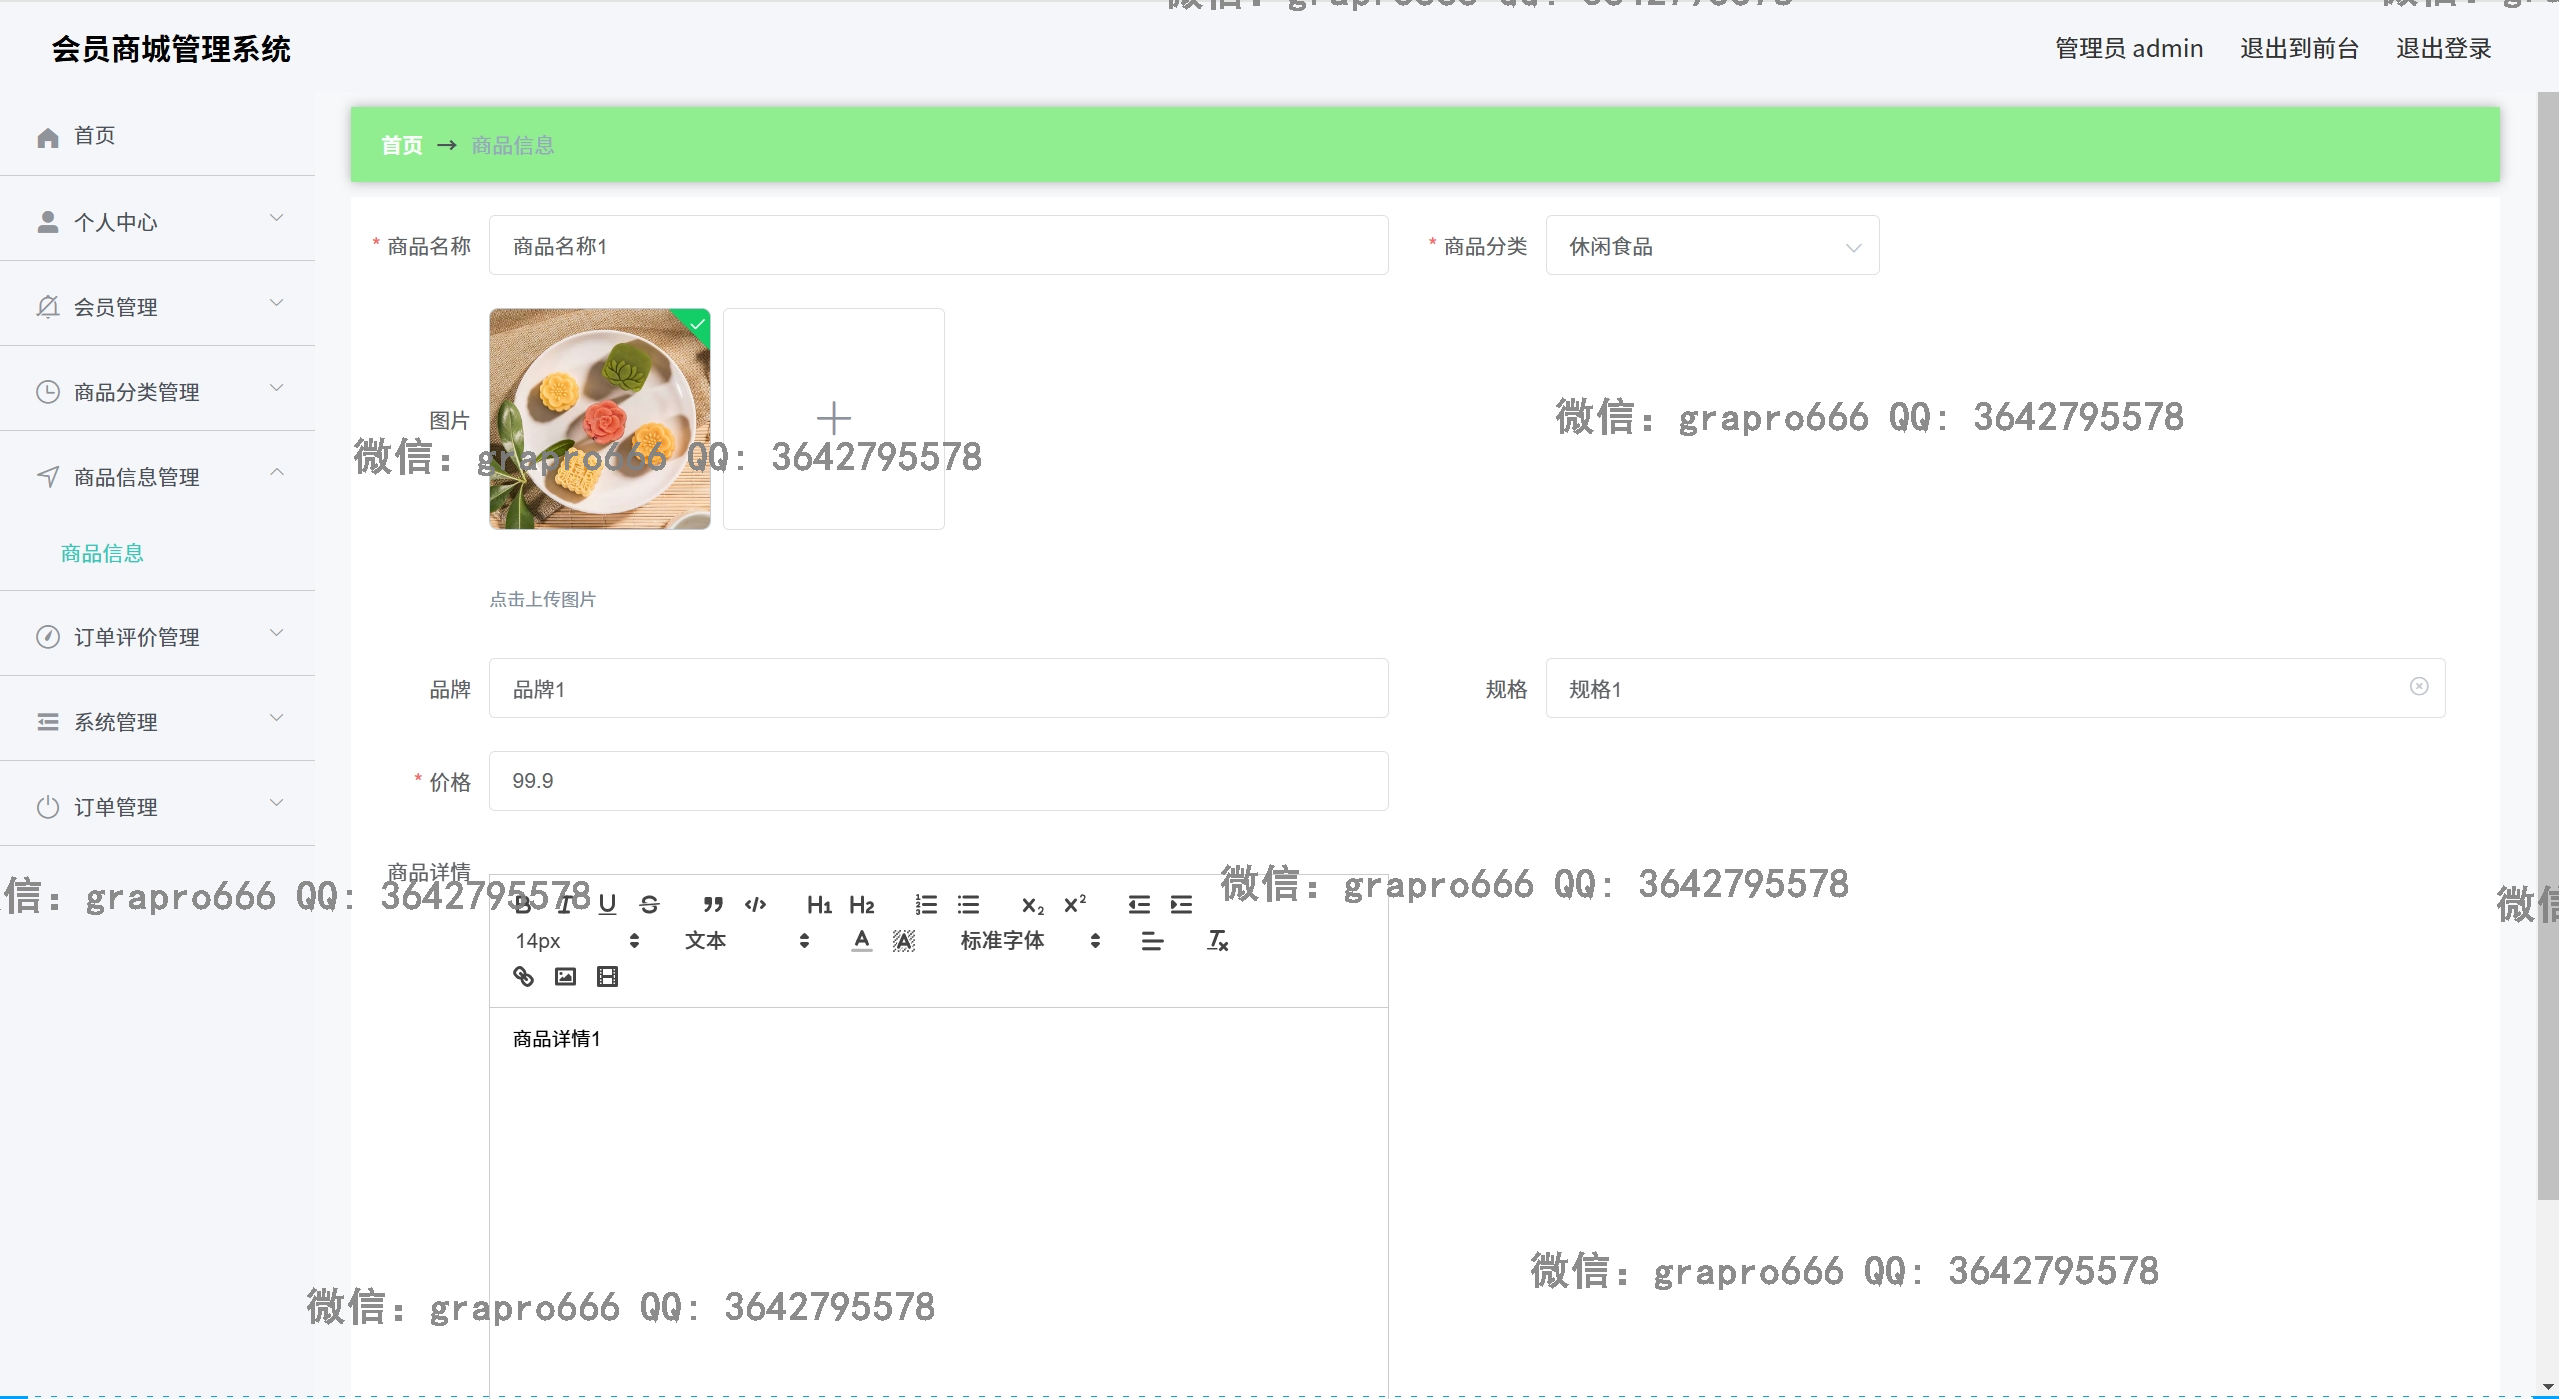 会员商城管理系统
管理员 admin 退出到前台 退出登录
首页
个人中心
会员管理
商品分类管理
商品信息管理
商品信息
订单评价管理
系统管理
订单管理
首页 → 商品信息
* 商品名称 商品名称1
* 商品分类 休闲食品
图片
点击上传图片
品牌 品牌1
规格 规格1
* 价格 99.9
商品详情
B I U S ” </> H1 H2 x2 x2
14px 文本 A A 标准字体 Tx
商品详情1
微信: grapro666 QQ: 3642795578
微信: grapro666 QQ: 3642795578
微信: grapro666 QQ: 3642795578
信: grapro666 QQ: 3642795578
微信: grapro666 QQ: 3642795578
微信
微信: grapro666 QQ: 3642795578
微信: grapro666 QQ: 3642795578